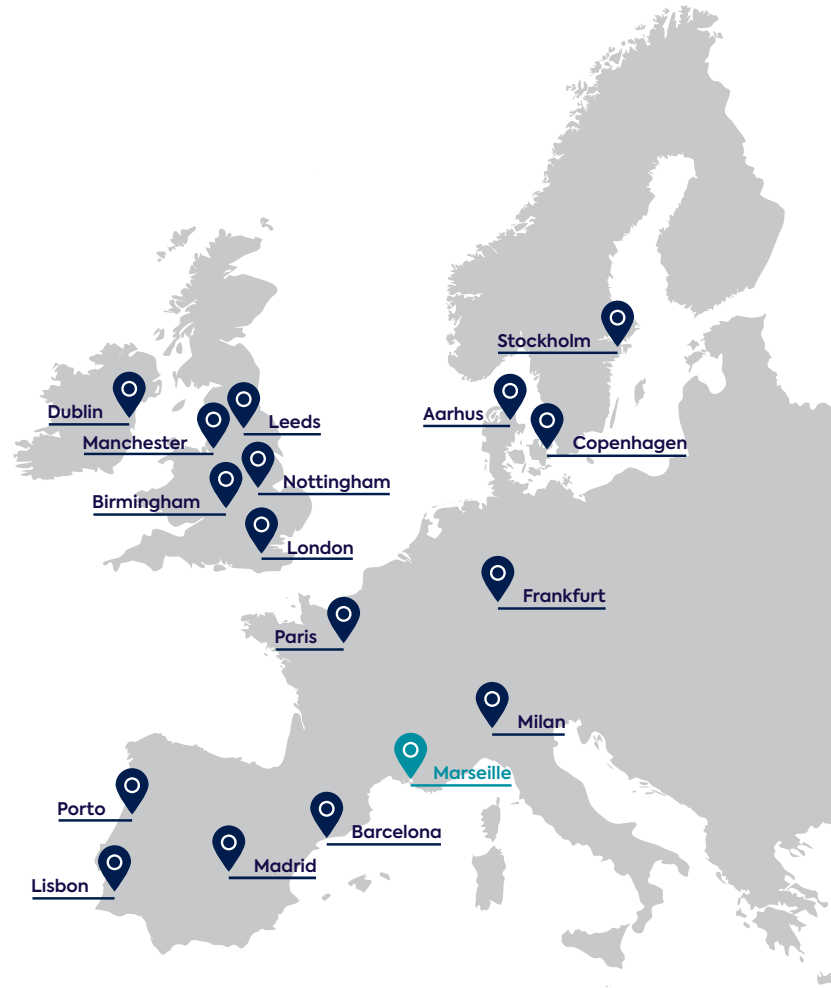 Stockholm
Dublin
Aarhus
Leeds
Manchester
Copenhagen
Nottingham
Birmingham
London
Frankfurt
Paris
Milan
Marseille
Porto
Barcelona
Madrid
Lisbon